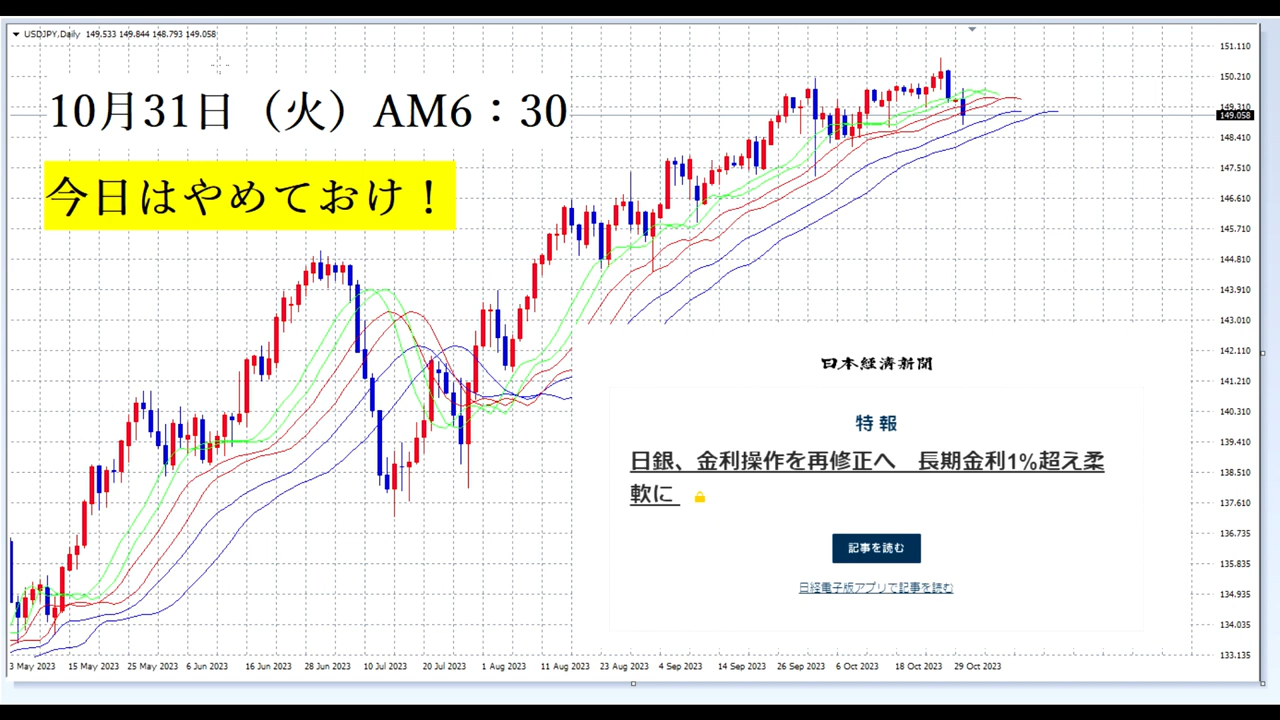 USDJPY,Daily 149.533 149.844 148.793 149.058
10月31日（火）AM6：30
今日はやめておけ！
151.110
150.210
149.310
149.058
148.410
147.510
146.610
145.710
144.810
143.910
143.010
142.110
141.210
140.310
139.410
138.510
137.610
136.735
135.835
134.935
134.035
133.135
日本経済新聞
特報
日銀、金利操作を再修正へ 長期金利1%超え柔
軟に
記事を読む
日経電子版アプリで記事を読む
3 May 2023 15 May 2023 25 May 2023 6 Jun 2023 16 Jun 2023 28 Jun 2023 10 Jul 2023 20 Jul 2023 1 Aug 2023 11 Aug 2023 23 Aug 2023 4 Sep 2023 14 Sep 2023 26 Sep 2023 6 Oct 2023 18 Oct 2023 29 Oct 2023